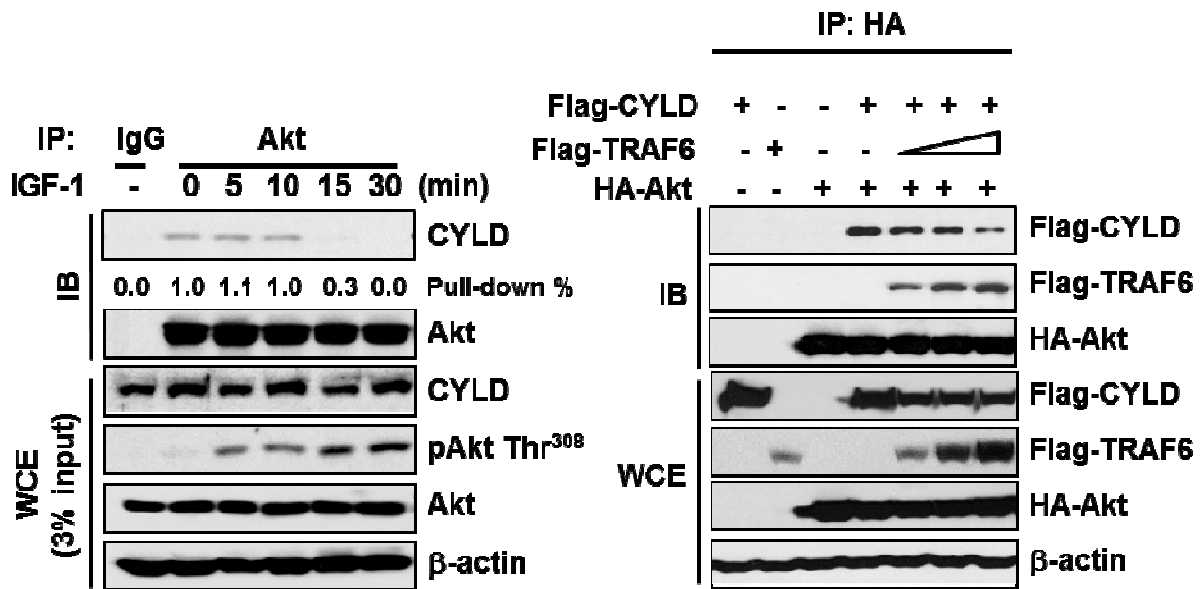 IP: IgG Akt
IGF-1 - 0 5 10 15 30 (min)
IB
CYLD
0.0 1.0 1.1 1.0 0.3 0.0 Pull-down %
Akt
WCE
(3% input)
CYLD
pAkt Thr³⁰⁸
Akt
β-actin
IP: HA
Flag-CYLD + - - + + + +
Flag-TRAF6 - + - -
HA-Akt - - + + + + +
IB
Flag-CYLD
Flag-TRAF6
HA-Akt
WCE
Flag-CYLD
Flag-TRAF6
HA-Akt
β-actin